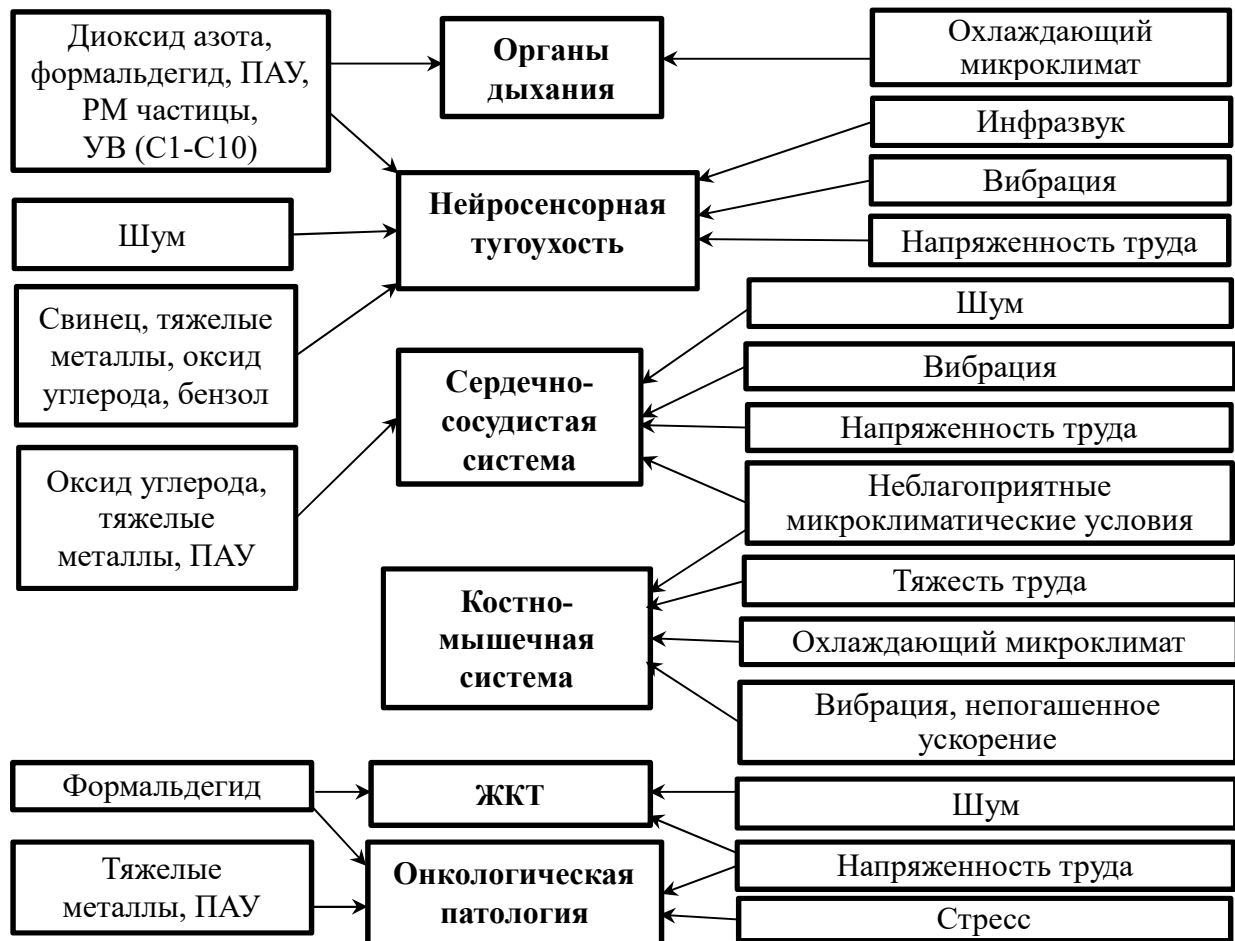 Диоксид азота,
формальдегид, ПАУ,
РМ частицы,
УВ (С1-С10)
Органы
дыхания
Охлаждающий
микроклимат
Инфразвук
Вибрация
Нейросенсорная
тугоухость
Шум
Напряженность труда
Свинец, тяжелые
металлы, оксид
углерода, бензол
Шум
Сердечно-
сосудистая
система
Вибрация
Напряженность труда
Оксид углерода,
тяжелые
металлы, ПАУ
Неблагоприятные
микроклиматические условия
Костно-
мышечная
система
Тяжесть труда
Охлаждающий микроклимат
Вибрация, непогашенное
ускорение
Формальдегид
ЖКТ
Шум
Тяжелые
металлы, ПАУ
Онкологическая
патология
Напряженность труда
Стресс